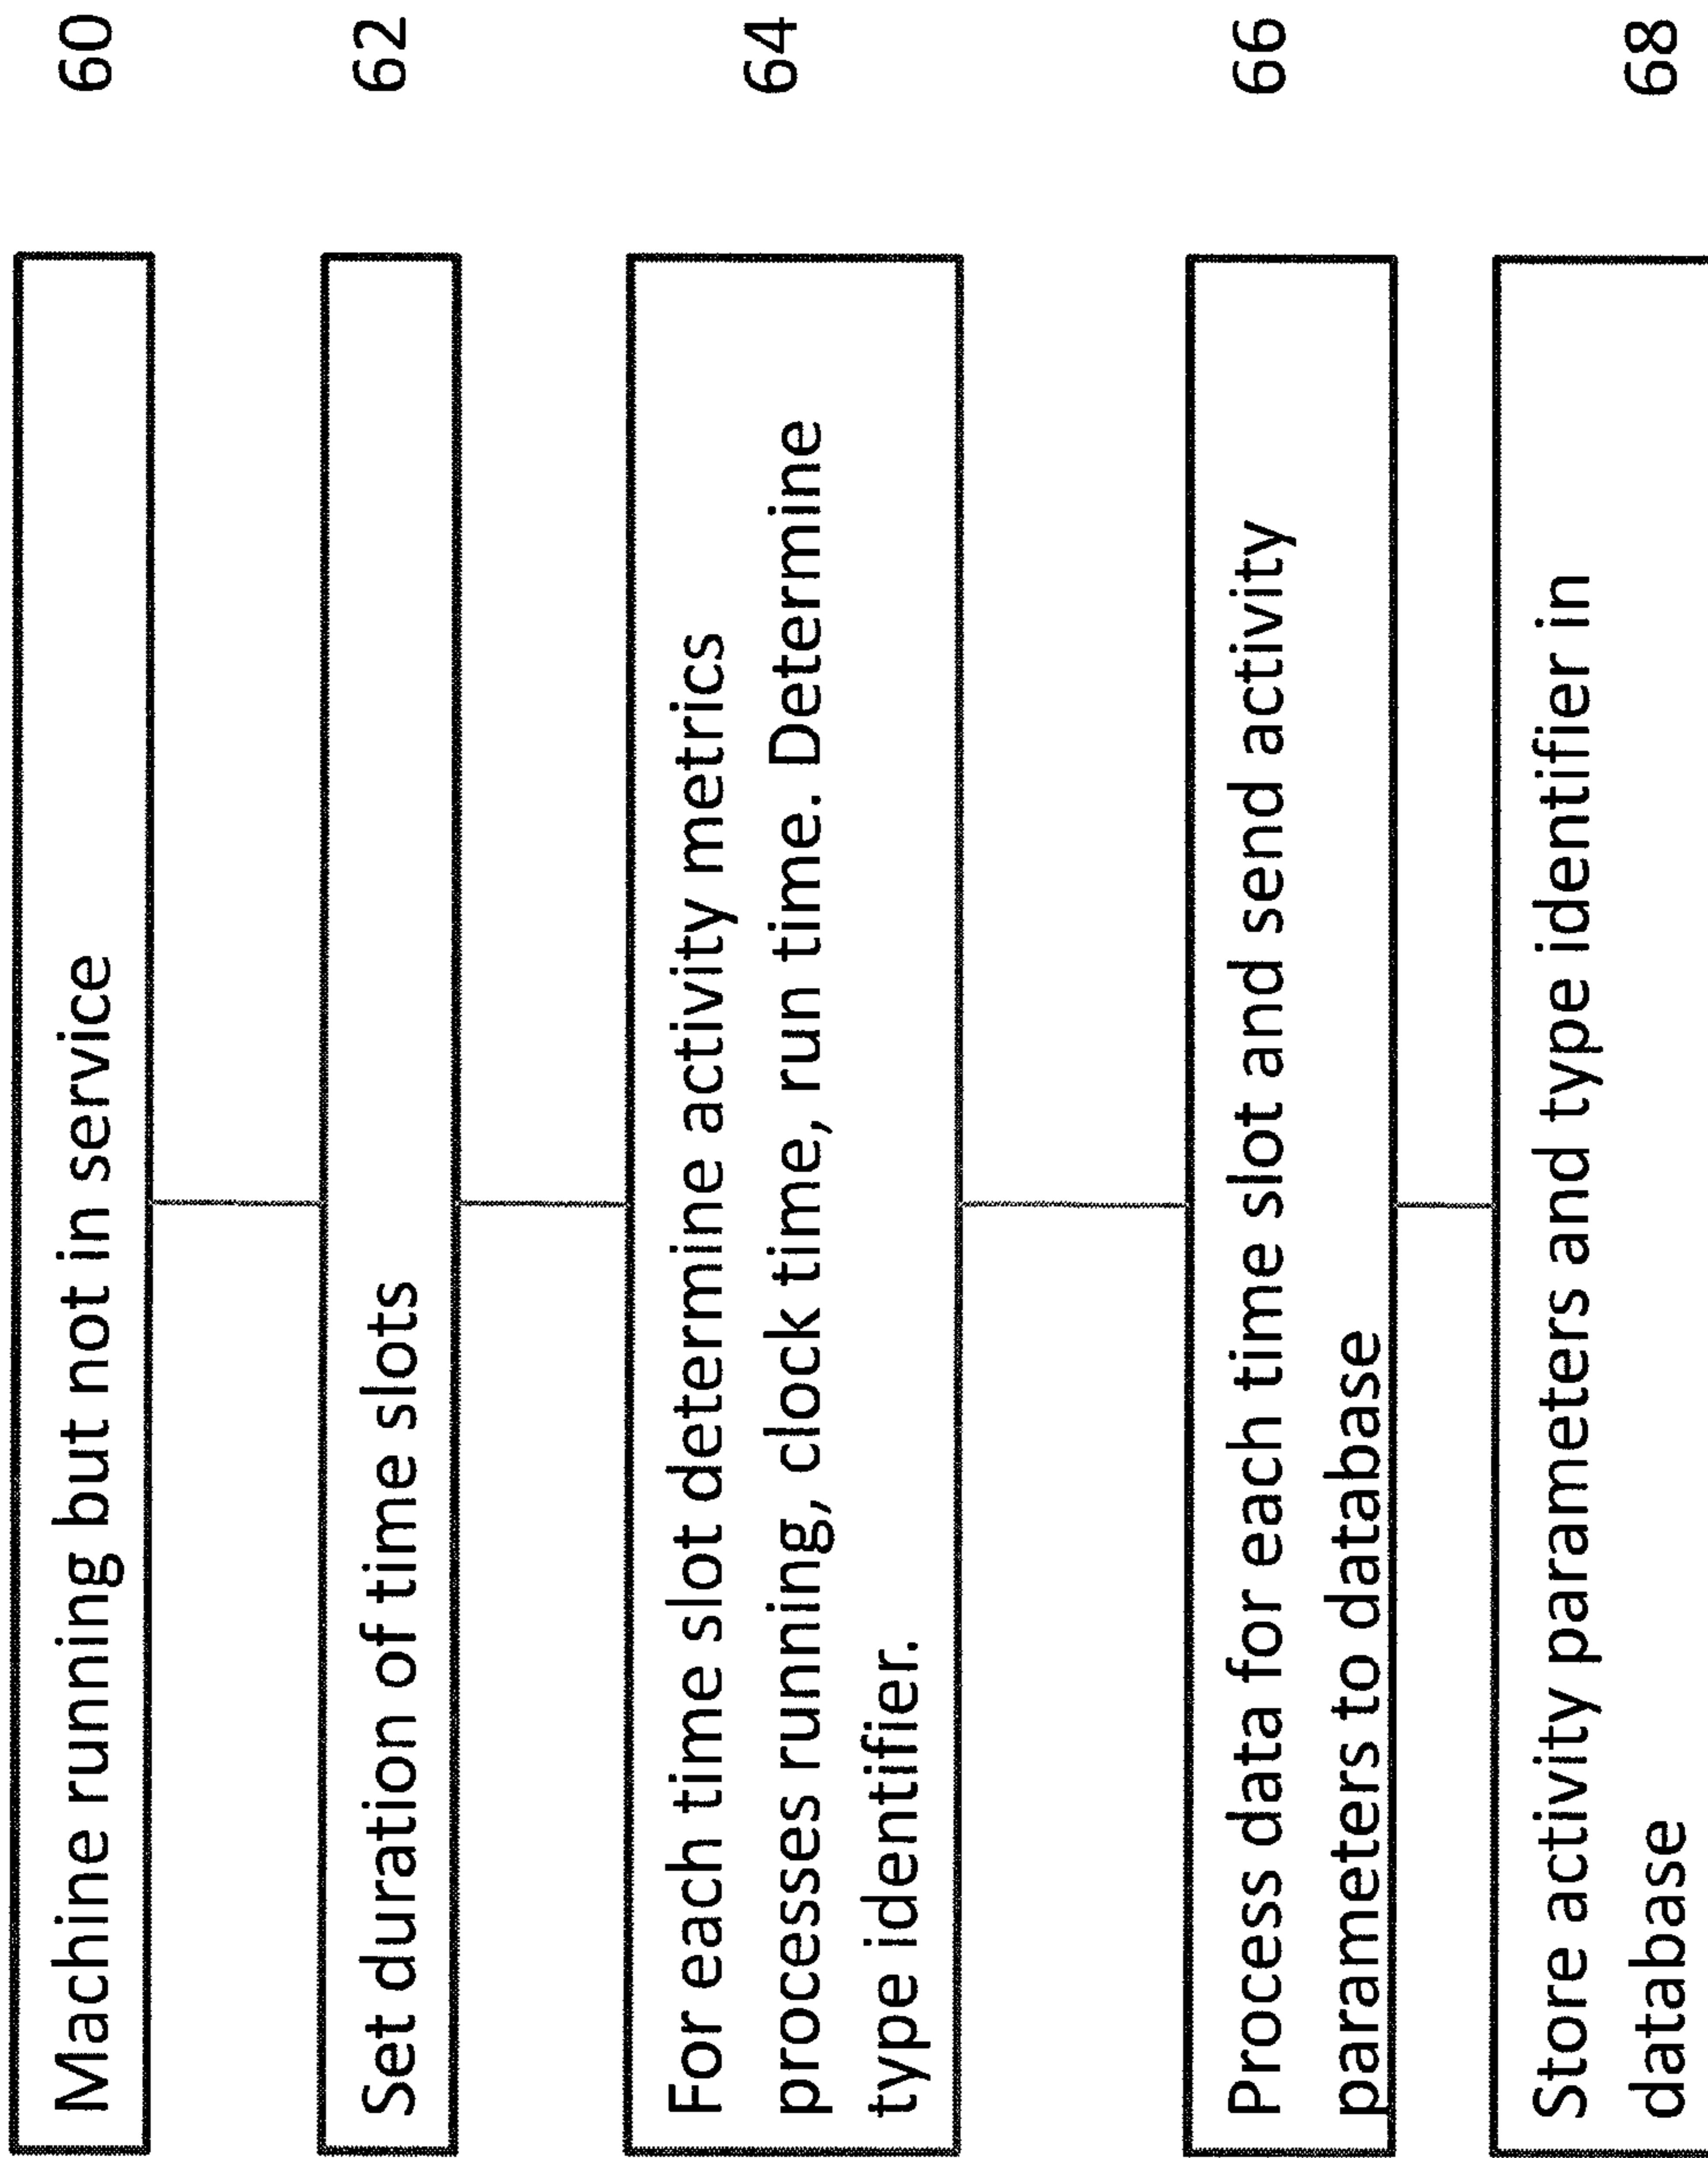 Machine running but not in service
60
Set duration of time slots
62
For each time slot determine activity metrics
processes running, clock time, run time. Determine
type identifier.
64
Process data for each time slot and send activity
parameters to database
66
Store activity parameters and type identifier in
database
68